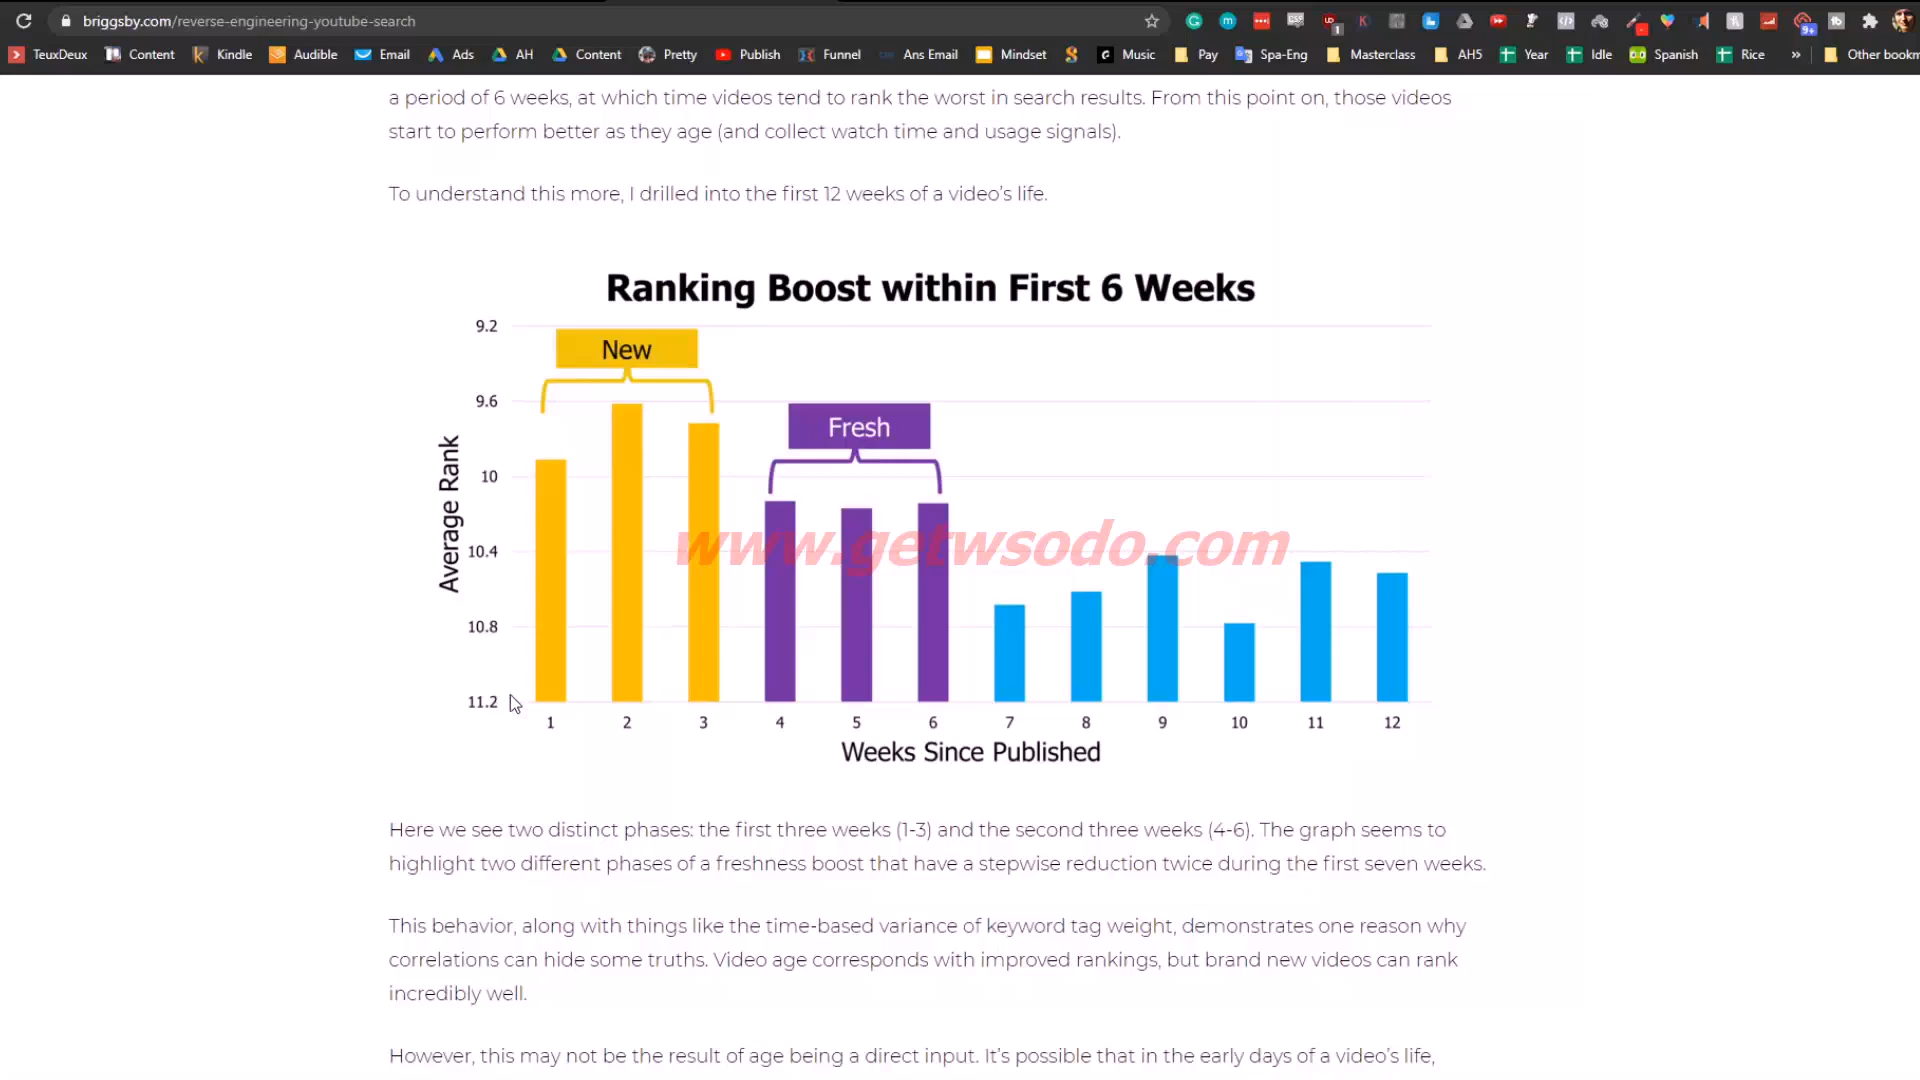 briggsby.com/reverse-engineering-youtube-search
TeuxDeux Content Kindle Audible Email Ads AH Content Pretty Publish Funnel Ans Email Mindset Music Pay Spa-Eng Masterclass AH5 Year Idle Spanish Rice » Other bookm
a period of 6 weeks, at which time videos tend to rank the worst in search results. From this point on, those videos
start to perform better as they age (and collect watch time and usage signals).
To understand this more, I drilled into the first 12 weeks of a video's life.
Ranking Boost within First 6 Weeks
9.2
New
9.6
Fresh
Average Rank
10
10.4
www.getwsodo.com
10.8
11.2
1 2 3 4 5 6 7 8 9 10 11 12
Weeks Since Published
Here we see two distinct phases: the first three weeks (1-3) and the second three weeks (4-6). The graph seems to
highlight two different phases of a freshness boost that have a stepwise reduction twice during the first seven weeks.
This behavior, along with things like the time-based variance of keyword tag weight, demonstrates one reason why
correlations can hide some truths. Video age corresponds with improved rankings, but brand new videos can rank
incredibly well.
However, this may not be the result of age being a direct input. It's possible that in the early days of a video's life,